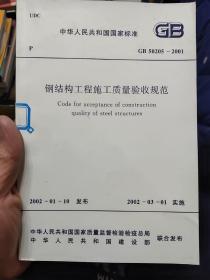 UDC
中华人民共和国国家标准
GB
P
GB 50205-2001
钢结构工程施工质量验收规范
Code for acceptance of construction
quality of steel structures
2002-01-10 发布
2002-03-01 实施
中华人民共和国国家质量监督检验检疫总局
中华人民共和国建设部
联合发布